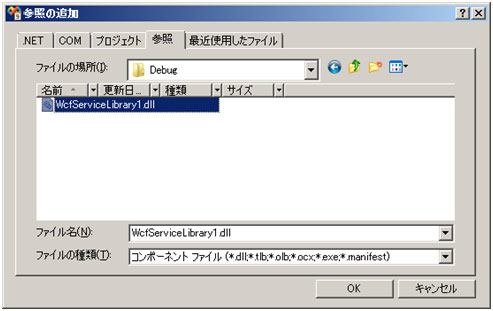 参照の追加
.NET COM プロジェクト 参照 最近使用したファイル
ファイルの場所(I): Debug
名前 更新日... 種類 サイズ
WcfServiceLibrary1.dll
ファイル名(N): WcfServiceLibrary1.dll
ファイルの種類(T): コンポーネント ファイル (*.dll;*.tlb;*.olb;*.ocx;*.exe;*.manifest)
OK キャンセル